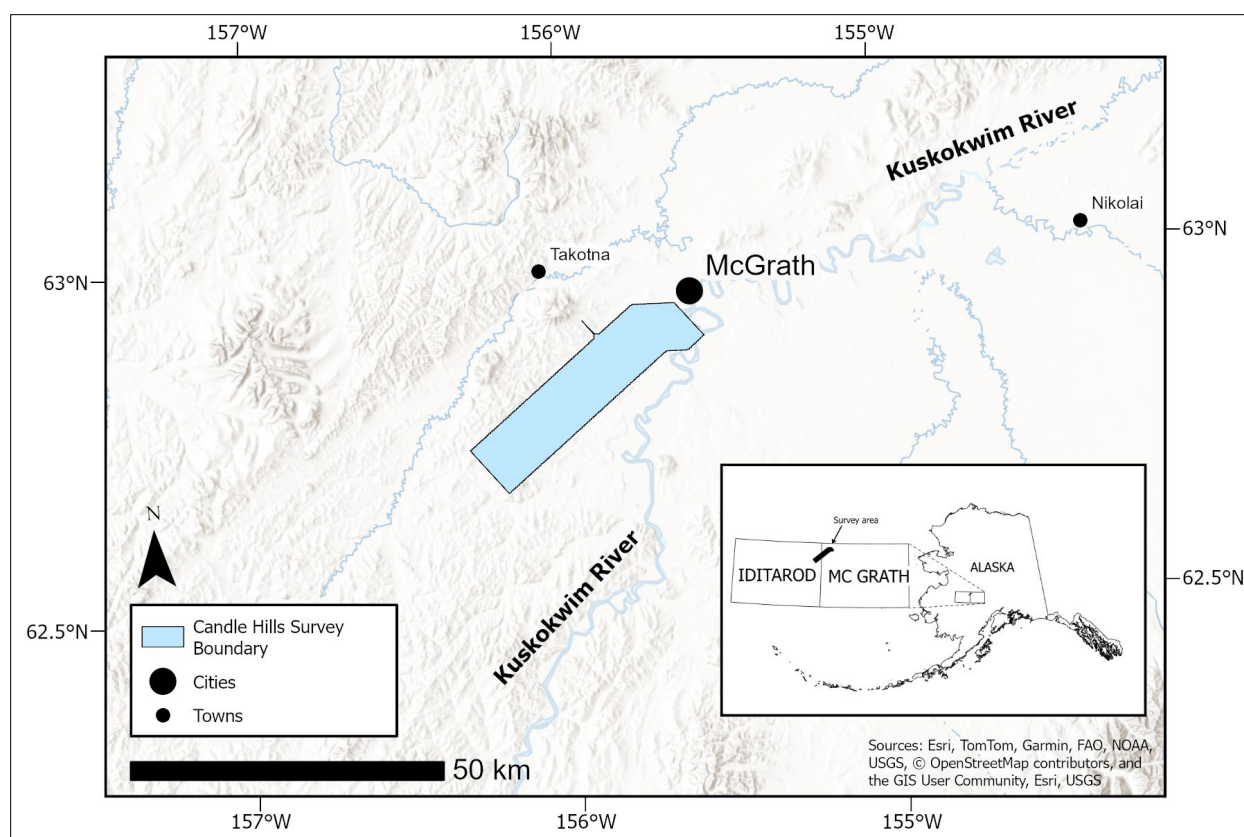 157°W
156°W
155°W
Kuskokwim River
Nikolai
63°N
Takotna
McGrath
63°N
Kuskokwim River
N
62.5°N
62.5°N
Candle Hills Survey
Boundary
Cities
Towns
50 km
Survey area
IDITAROD
MC GRATH
ALASKA
Sources: Esri, TomTom, Garmin, FAO, NOAA,
USGS, © OpenStreetMap contributors, and
the GIS User Community, Esri, USGS
157°W
156°W
155°W